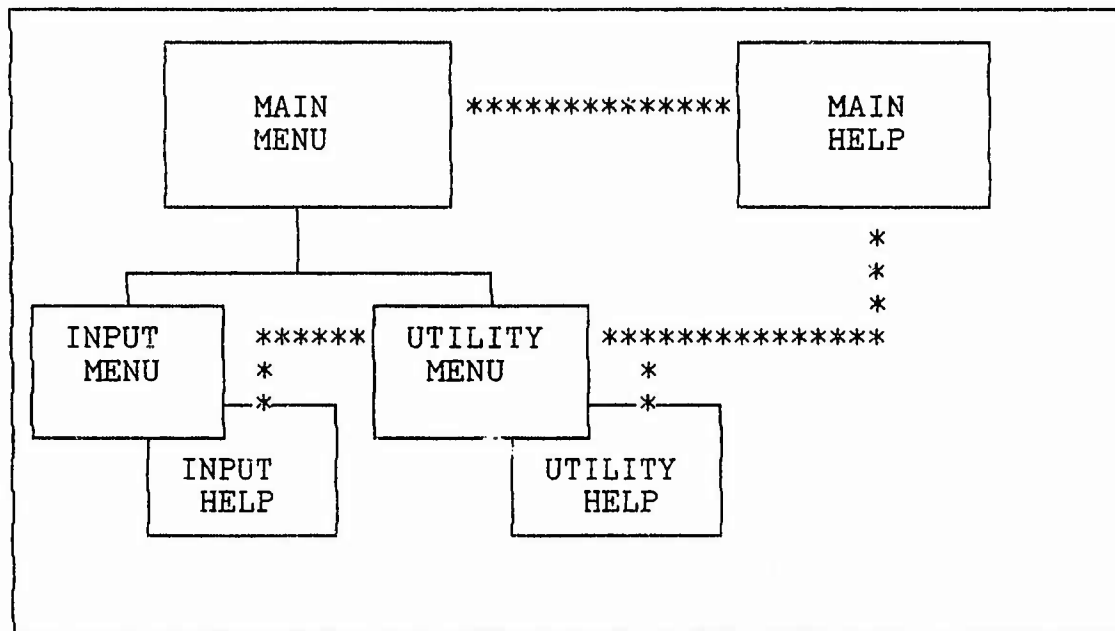 MAIN
MENU
**************
MAIN
HELP
*
*
*
INPUT
MENU
******
UTILITY
MENU
***************
*
*
*
*
INPUT
HELP
UTILITY
HELP